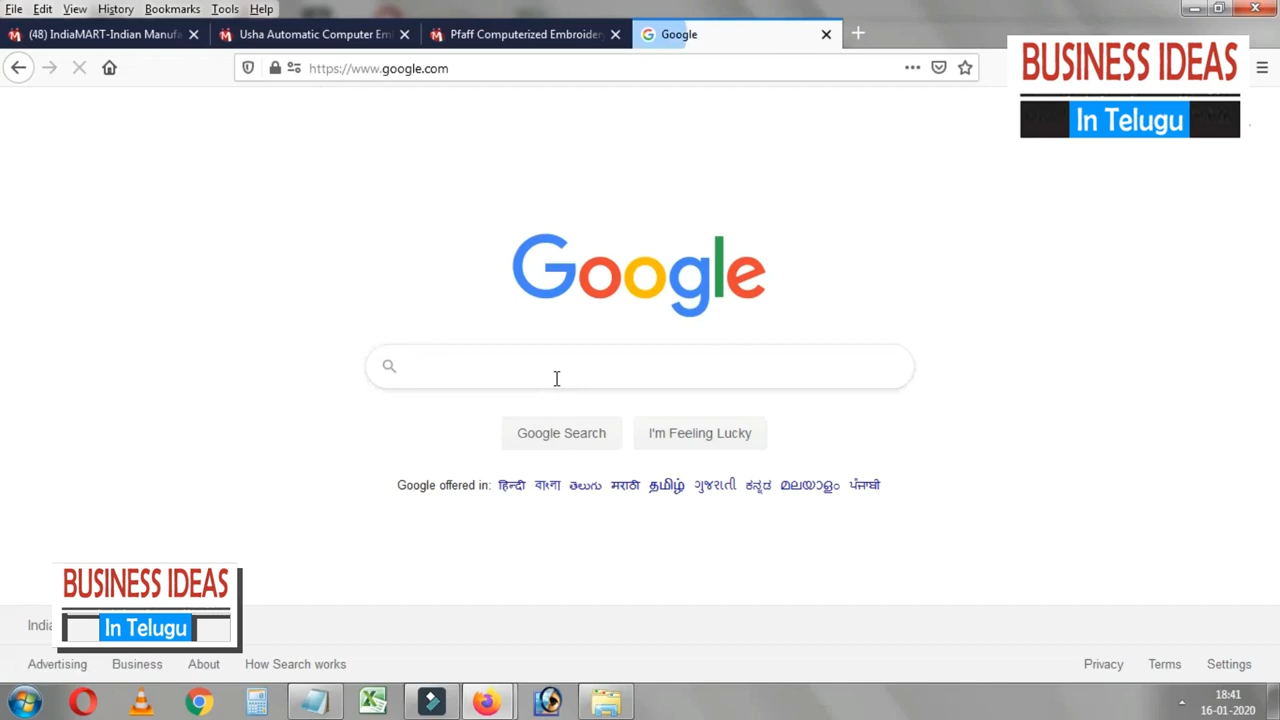 File Edit View History Bookmarks Tools Help
(48) IndiaMART-Indian Manufa Usha Automatic Computer Em Pfaff Computerized Embroider Google
https://www.google.com
BUSINESS IDEAS
In Telugu
Google
Google Search I'm Feeling Lucky
Google offered in: हिन्दी বাংলা తెలుగు मराठी தமிழ் ગુજરાતી ಕನ್ನಡ മലയാളം ਪੰਜਾਬੀ
BUSINESS IDEAS
In Telugu
India
Advertising Business About How Search works Privacy Terms Settings
18:41
16-01-2020